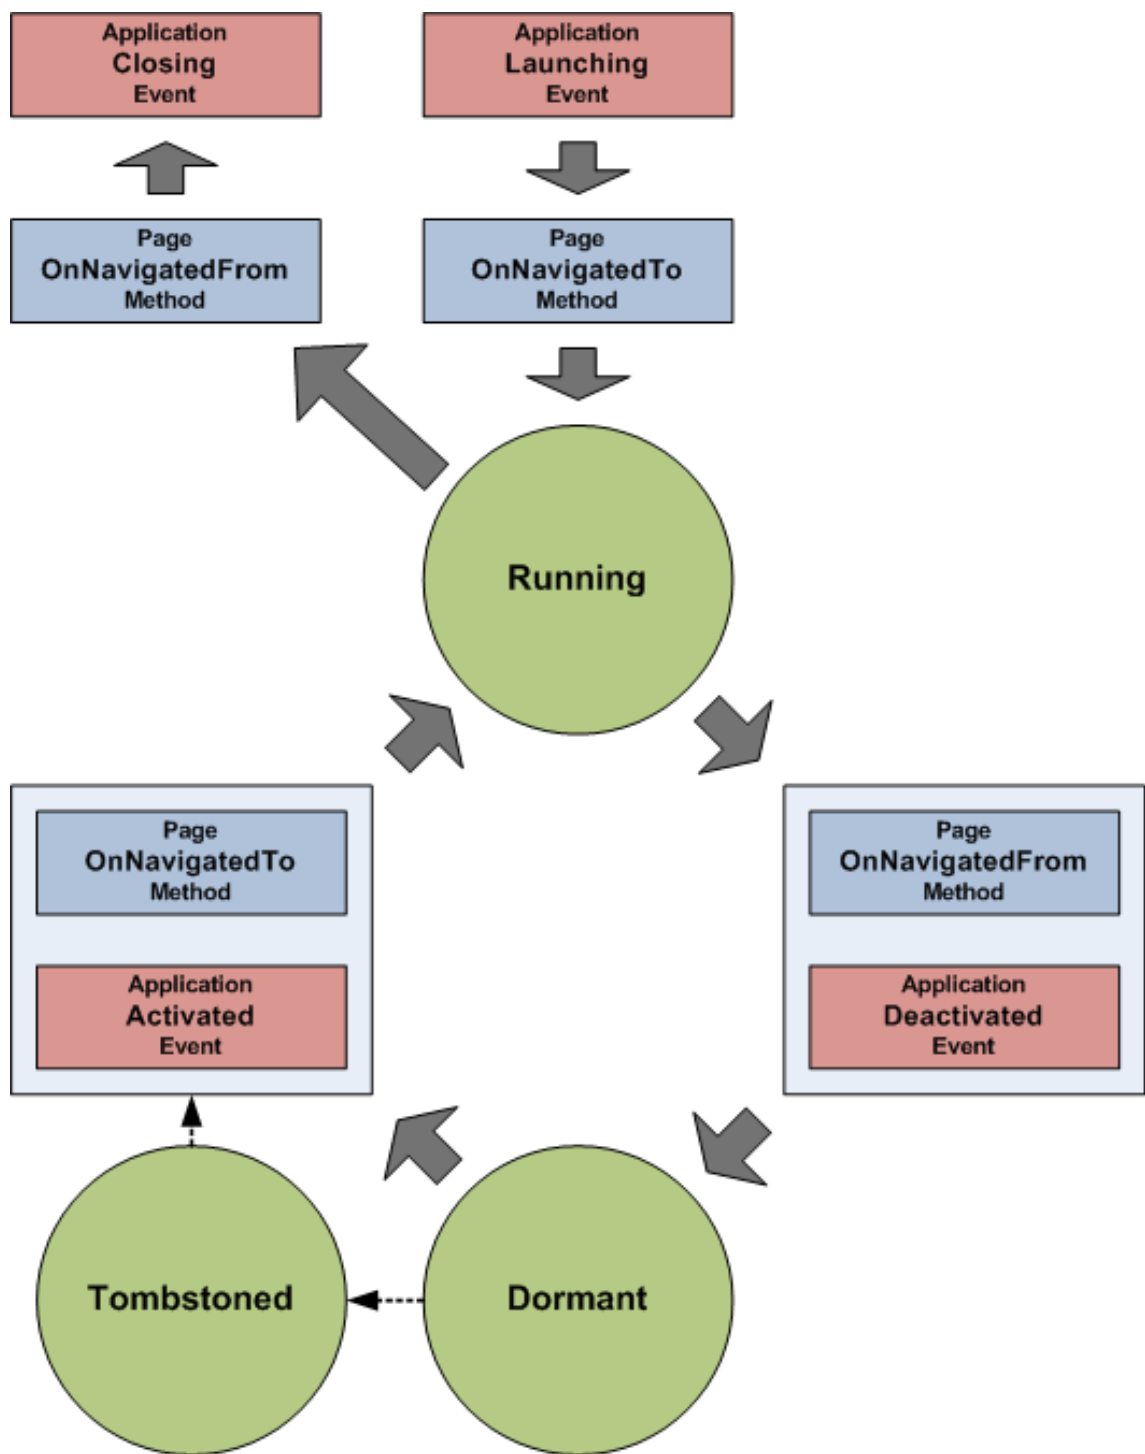 Application
Closing
Event
Application
Launching
Event
Page
OnNavigatedFrom
Method
Page
OnNavigatedTo
Method
Running
Page
OnNavigatedTo
Method
Application
Activated
Event
Page
OnNavigatedFrom
Method
Application
Deactivated
Event
Tombstoned
Dormant